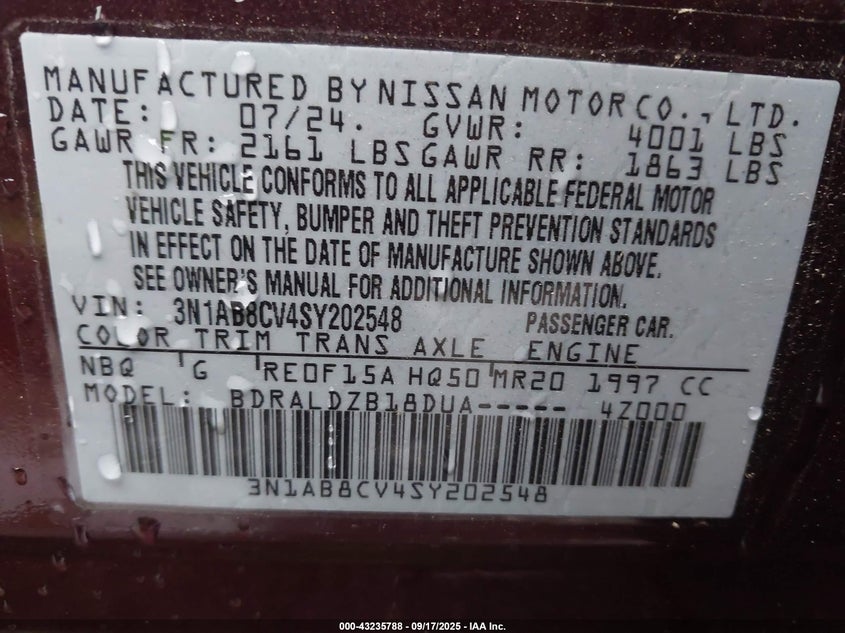 MANUFACTURED BY NISSAN MOTOR CO., LTD.
DATE: 07/24. GVWR: 4001 LBS
GAWR FR: 2161 LBS GAWR RR: 1863 LBS
THIS VEHICLE CONFORMS TO ALL APPLICABLE FEDERAL MOTOR
VEHICLE SAFETY, BUMPER AND THEFT PREVENTION STANDARDS
IN EFFECT ON THE DATE OF MANUFACTURE SHOWN ABOVE.
SEE OWNER'S MANUAL FOR ADDITIONAL INFORMATION.
VIN: 3N1AB8CV4SY202548 PASSENGER CAR.
COLOR TRIM TRANS AXLE ENGINE
NBQ G RE0F15A HQ50 MR20 1997 CC
MODEL: BDRALDZB18DUA----- 4Z000
3N1AB8CV4SY202548
000-43235788 - 09/17/2025 - IAA Inc.